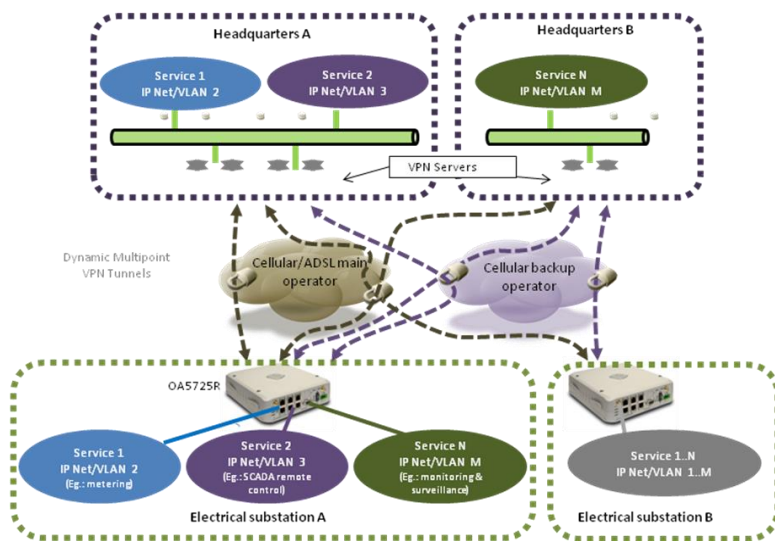 Headquarters A
Headquarters B
Service 1
IP Net/VLAN 2
Service 2
IP Net/VLAN 3
Service N
IP Net/VLAN M
VPN Servers
Dynamic Multipoint
VPN Tunnels
Cellular/ADSL main
operator
Cellular backup
operator
OA5725R
Service 1
IP Net/VLAN 2
(Eg.: metering)
Service 2
IP Net/VLAN 3
(Eg.: SCADA remote
control)
Service N
IP Net/VLAN M
(Eg.: monitoring &
surveillance)
Service 1..N
IP Net/VLAN 1..M
Electrical substation A
Electrical substation B